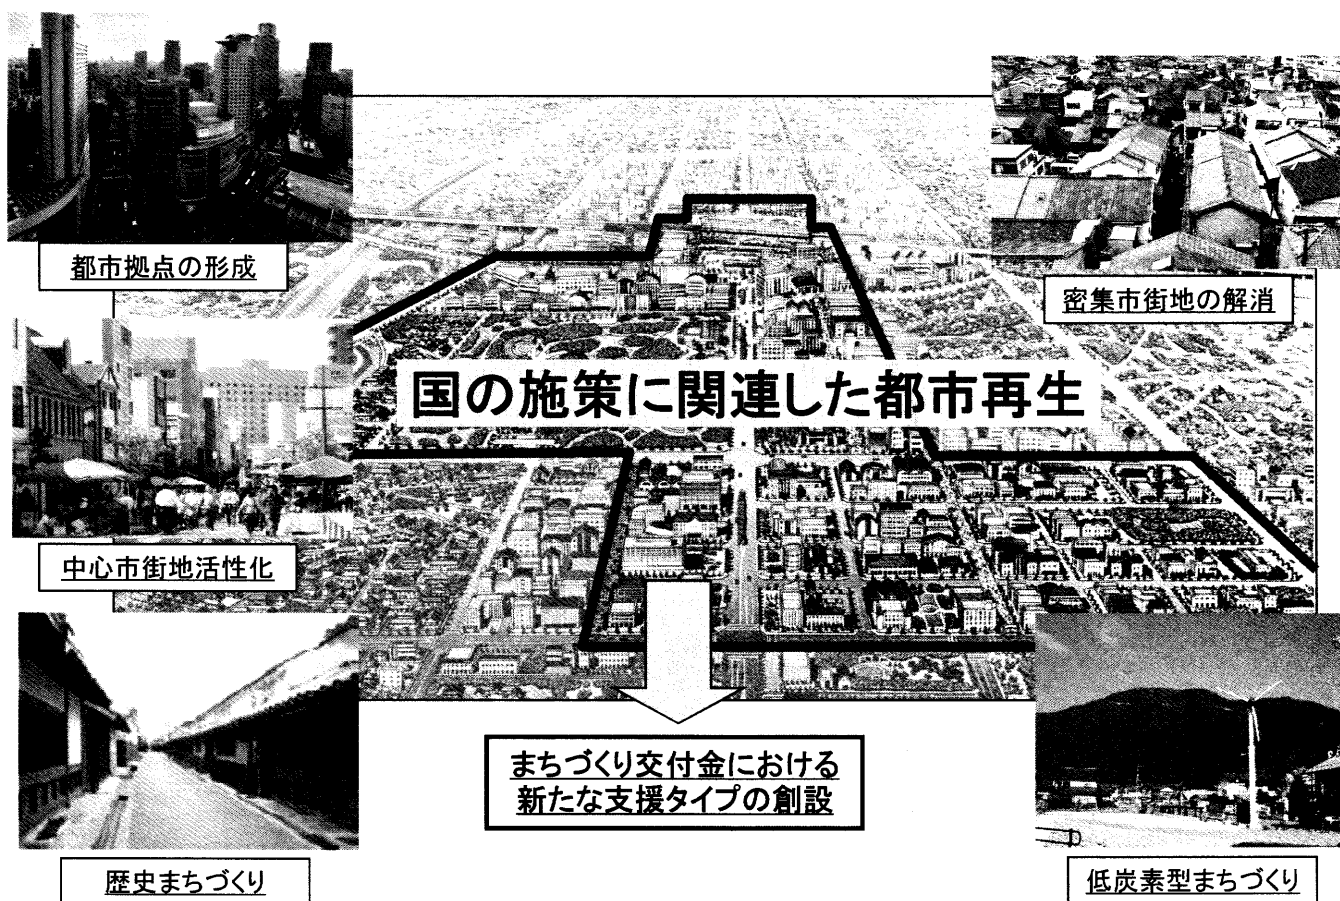 都市拠点の形成
密集市街地の解消
国の施策に関連した都市再生
中心市街地活性化
まちづくり交付金における
新たな支援タイプの創設
歴史まちづくり
低炭素型まちづくり